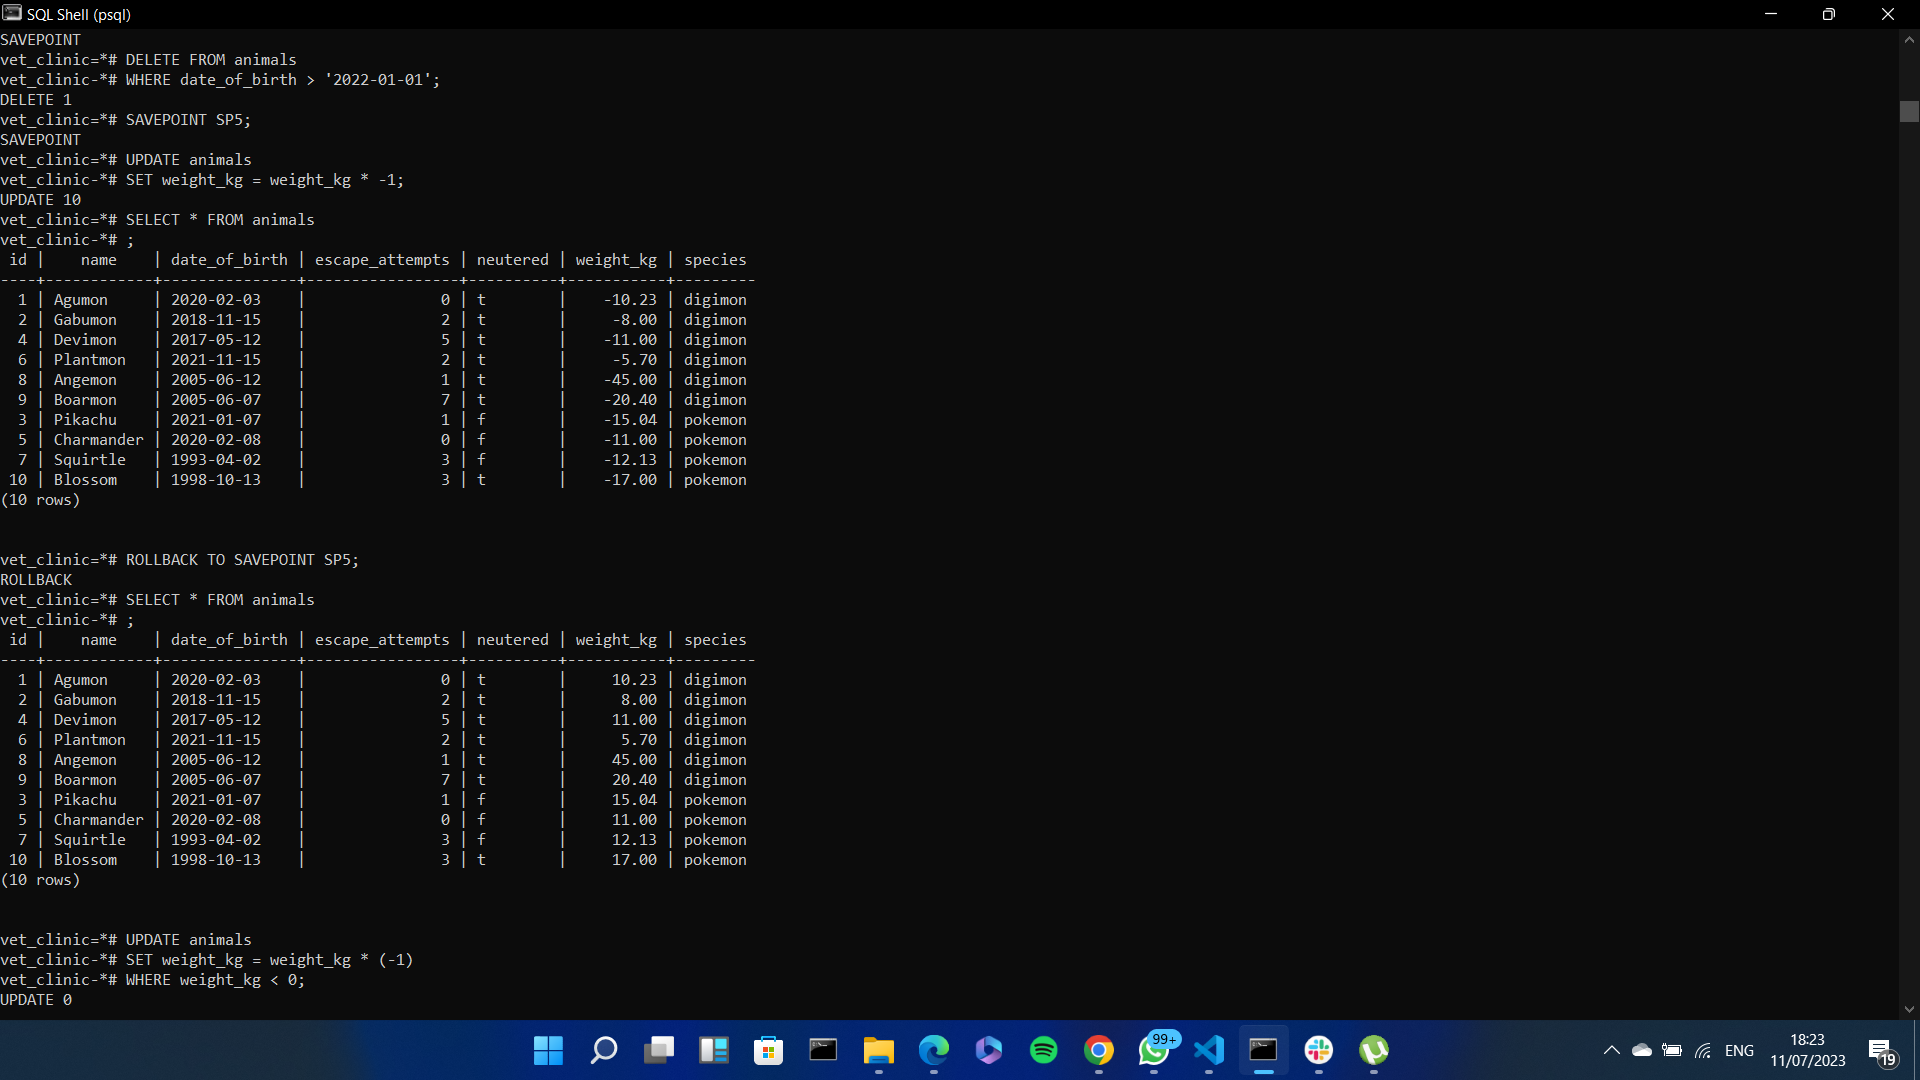 SQL Shell (psql)
SAVEPOINT
vet_clinic=*# DELETE FROM animals
vet_clinic-*# WHERE date_of_birth > '2022-01-01';
DELETE 1
vet_clinic=*# SAVEPOINT SP5;
SAVEPOINT
vet_clinic=*# UPDATE animals
vet_clinic-*# SET weight_kg = weight_kg * -1;
UPDATE 10
vet_clinic=*# SELECT * FROM animals
vet_clinic-*# ;
 id |    name    | date_of_birth | escape_attempts | neutered | weight_kg | species
----+------------+---------------+-----------------+----------+-----------+---------
  1 | Agumon     | 2020-02-03    |               0 | t        |    -10.23 | digimon
  2 | Gabumon    | 2018-11-15    |               2 | t        |     -8.00 | digimon
  4 | Devimon    | 2017-05-12    |               5 | t        |    -11.00 | digimon
  6 | Plantmon   | 2021-11-15    |               2 | t        |     -5.70 | digimon
  8 | Angemon    | 2005-06-12    |               1 | t        |    -45.00 | digimon
  9 | Boarmon    | 2005-06-07    |               7 | t        |    -20.40 | digimon
  3 | Pikachu    | 2021-01-07    |               1 | f        |    -15.04 | pokemon
  5 | Charmander | 2020-02-08    |               0 | f        |    -11.00 | pokemon
  7 | Squirtle   | 1993-04-02    |               3 | f        |    -12.13 | pokemon
 10 | Blossom    | 1998-10-13    |               3 | t        |    -17.00 | pokemon
(10 rows)
vet_clinic=*# ROLLBACK TO SAVEPOINT SP5;
ROLLBACK
vet_clinic=*# SELECT * FROM animals
vet_clinic-*# ;
 id |    name    | date_of_birth | escape_attempts | neutered | weight_kg | species
----+------------+---------------+-----------------+----------+-----------+---------
  1 | Agumon     | 2020-02-03    |               0 | t        |     10.23 | digimon
  2 | Gabumon    | 2018-11-15    |               2 | t        |      8.00 | digimon
  4 | Devimon    | 2017-05-12    |               5 | t        |     11.00 | digimon
  6 | Plantmon   | 2021-11-15    |               2 | t        |      5.70 | digimon
  8 | Angemon    | 2005-06-12    |               1 | t        |     45.00 | digimon
  9 | Boarmon    | 2005-06-07    |               7 | t        |     20.40 | digimon
  3 | Pikachu    | 2021-01-07    |               1 | f        |     15.04 | pokemon
  5 | Charmander | 2020-02-08    |               0 | f        |     11.00 | pokemon
  7 | Squirtle   | 1993-04-02    |               3 | f        |     12.13 | pokemon
 10 | Blossom    | 1998-10-13    |               3 | t        |     17.00 | pokemon
(10 rows)
vet_clinic=*# UPDATE animals
vet_clinic-*# SET weight_kg = weight_kg * (-1)
vet_clinic-*# WHERE weight_kg < 0;
UPDATE 0
99+
ENG
18:23
11/07/2023
19